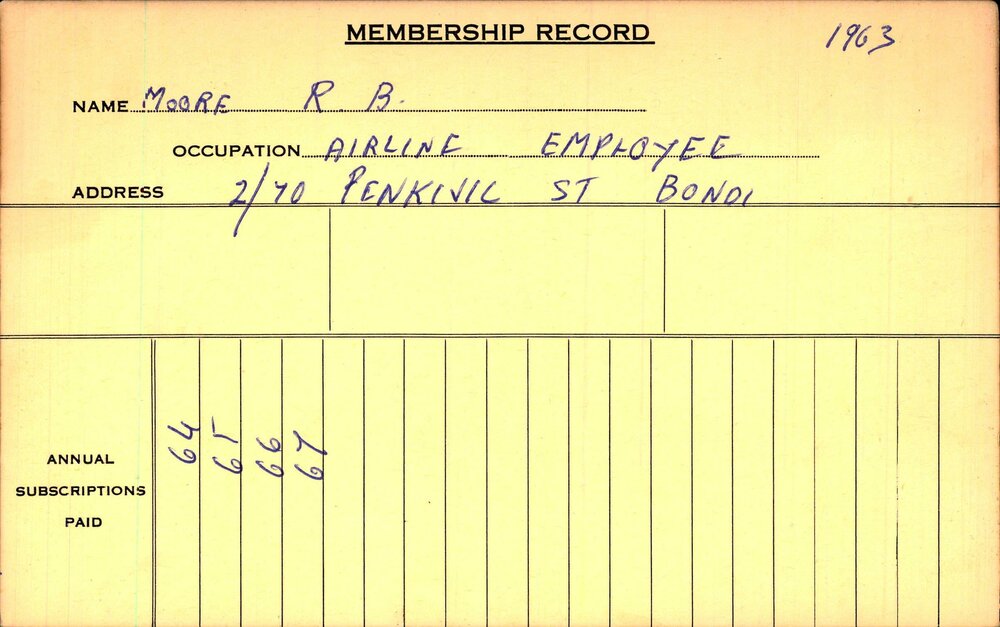 MEMBERSHIP RECORD 1963
NAME MOORE R. B.
OCCUPATION AIRLINE EMPLOYEE
ADDRESS 2/70 PENKIVIL ST BONDI
64 65 66 67
ANNUAL
SUBSCRIPTIONS
PAID